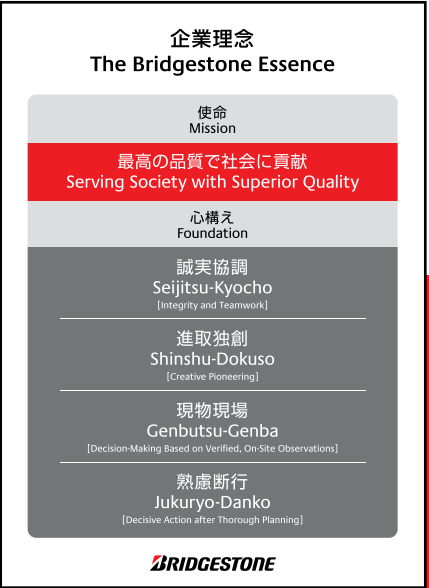 企業理念
The Bridgestone Essence
使命
Mission
最高の品質で社会に貢献
Serving Society with Superior Quality
心構え
Foundation
誠実協調
Seijitsu-Kyocho
[Integrity and Teamwork]
進取独創
Shinshu-Dokuso
[Creative Pioneering]
現物現場
Genbutsu-Genba
[Decision-Making Based on Verified, On-Site Observations]
熟慮断行
Jukuryo-Danko
[Decisive Action after Thorough Planning]
BRIDGESTONE